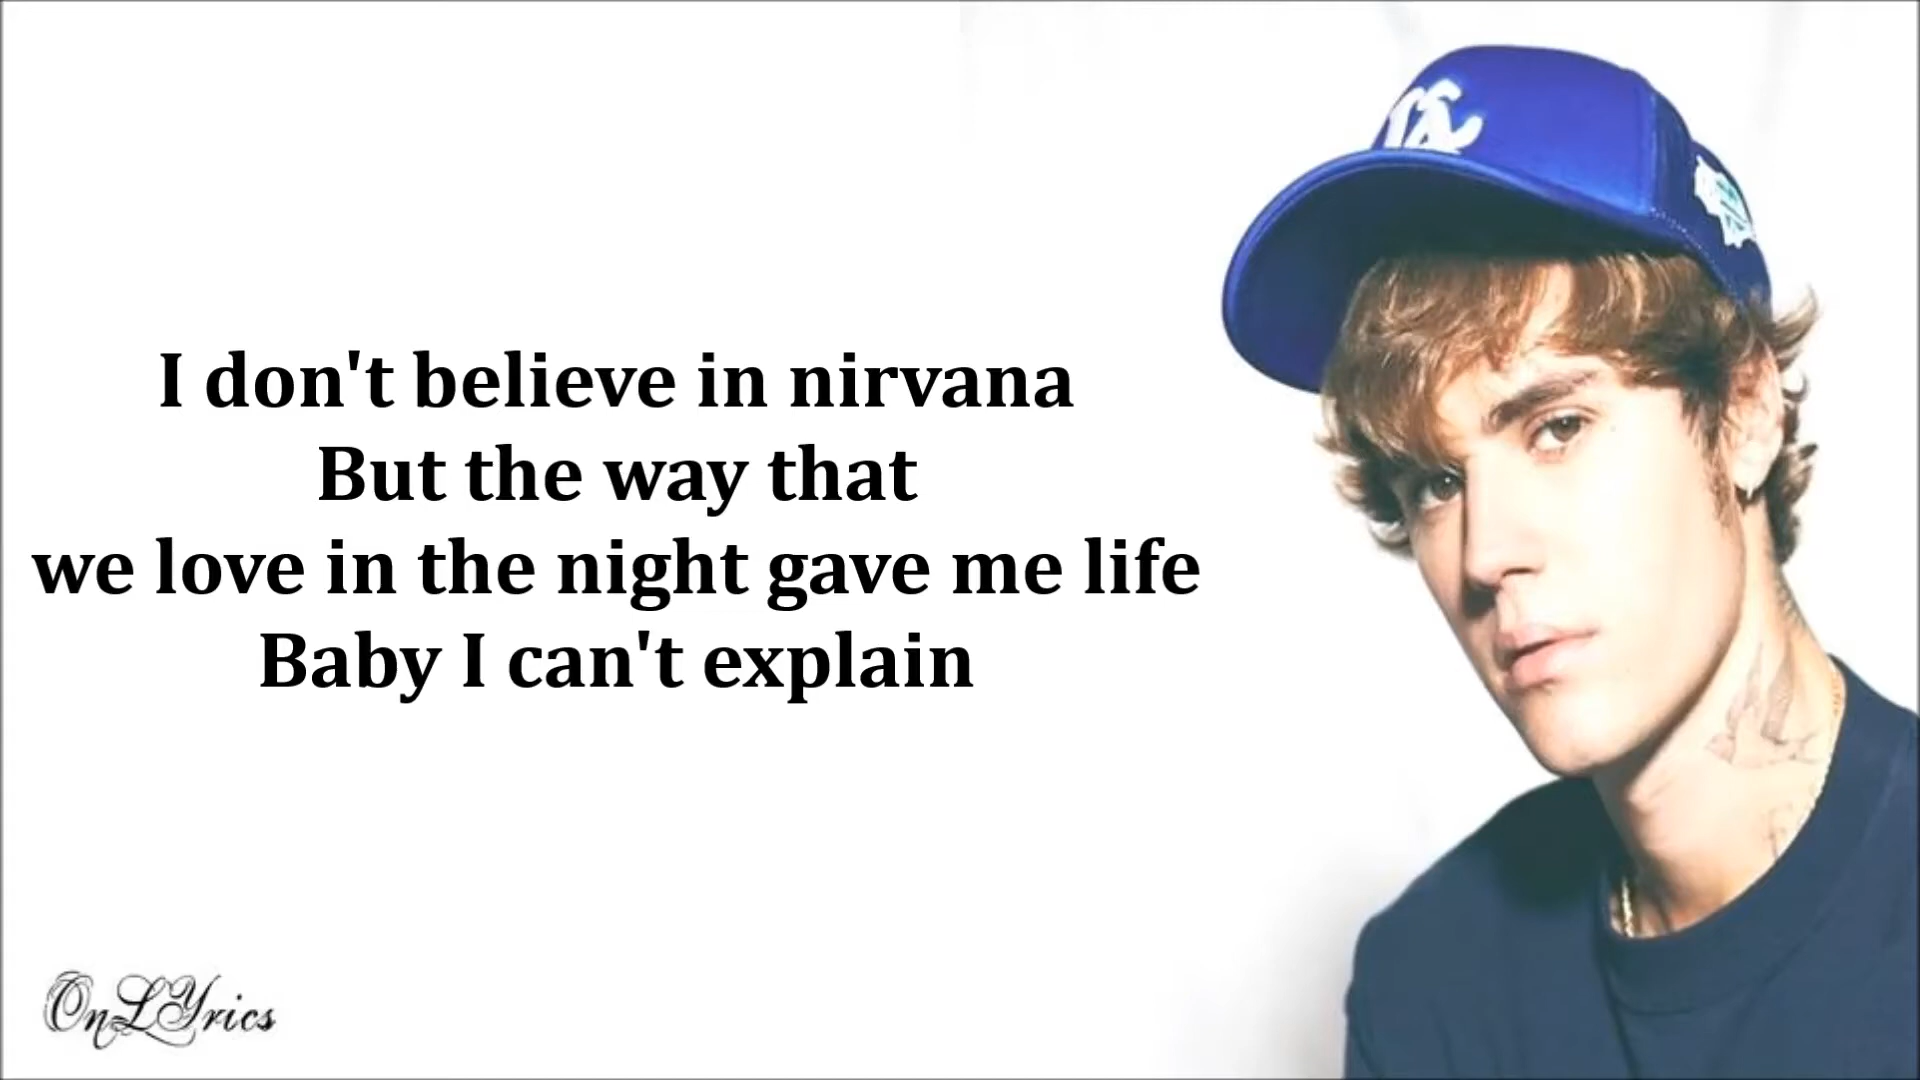 I don't believe in nirvana
But the way that
we love in the night gave me life
Baby I can't explain
OnLYrics